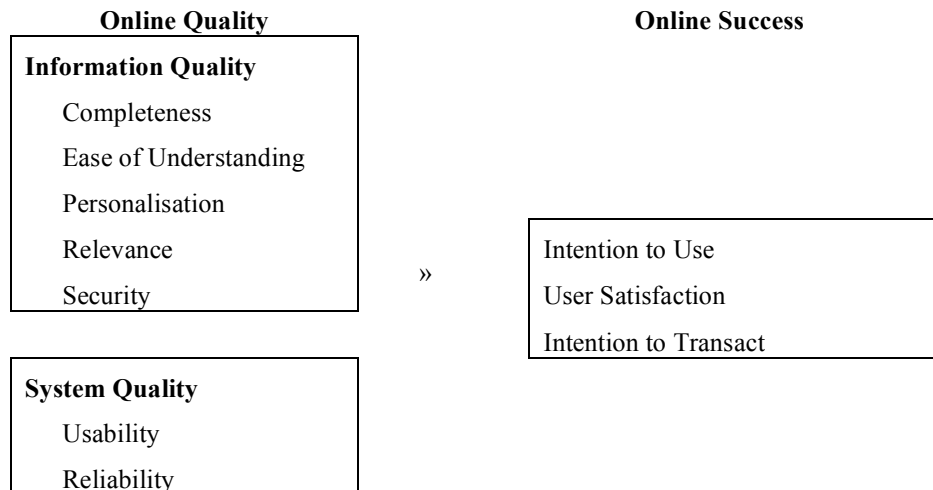 Online Quality
Online Success
Information Quality
Completeness
Ease of Understanding
Personalisation
Relevance
Security
»
Intention to Use
User Satisfaction
Intention to Transact
System Quality
Usability
Reliability